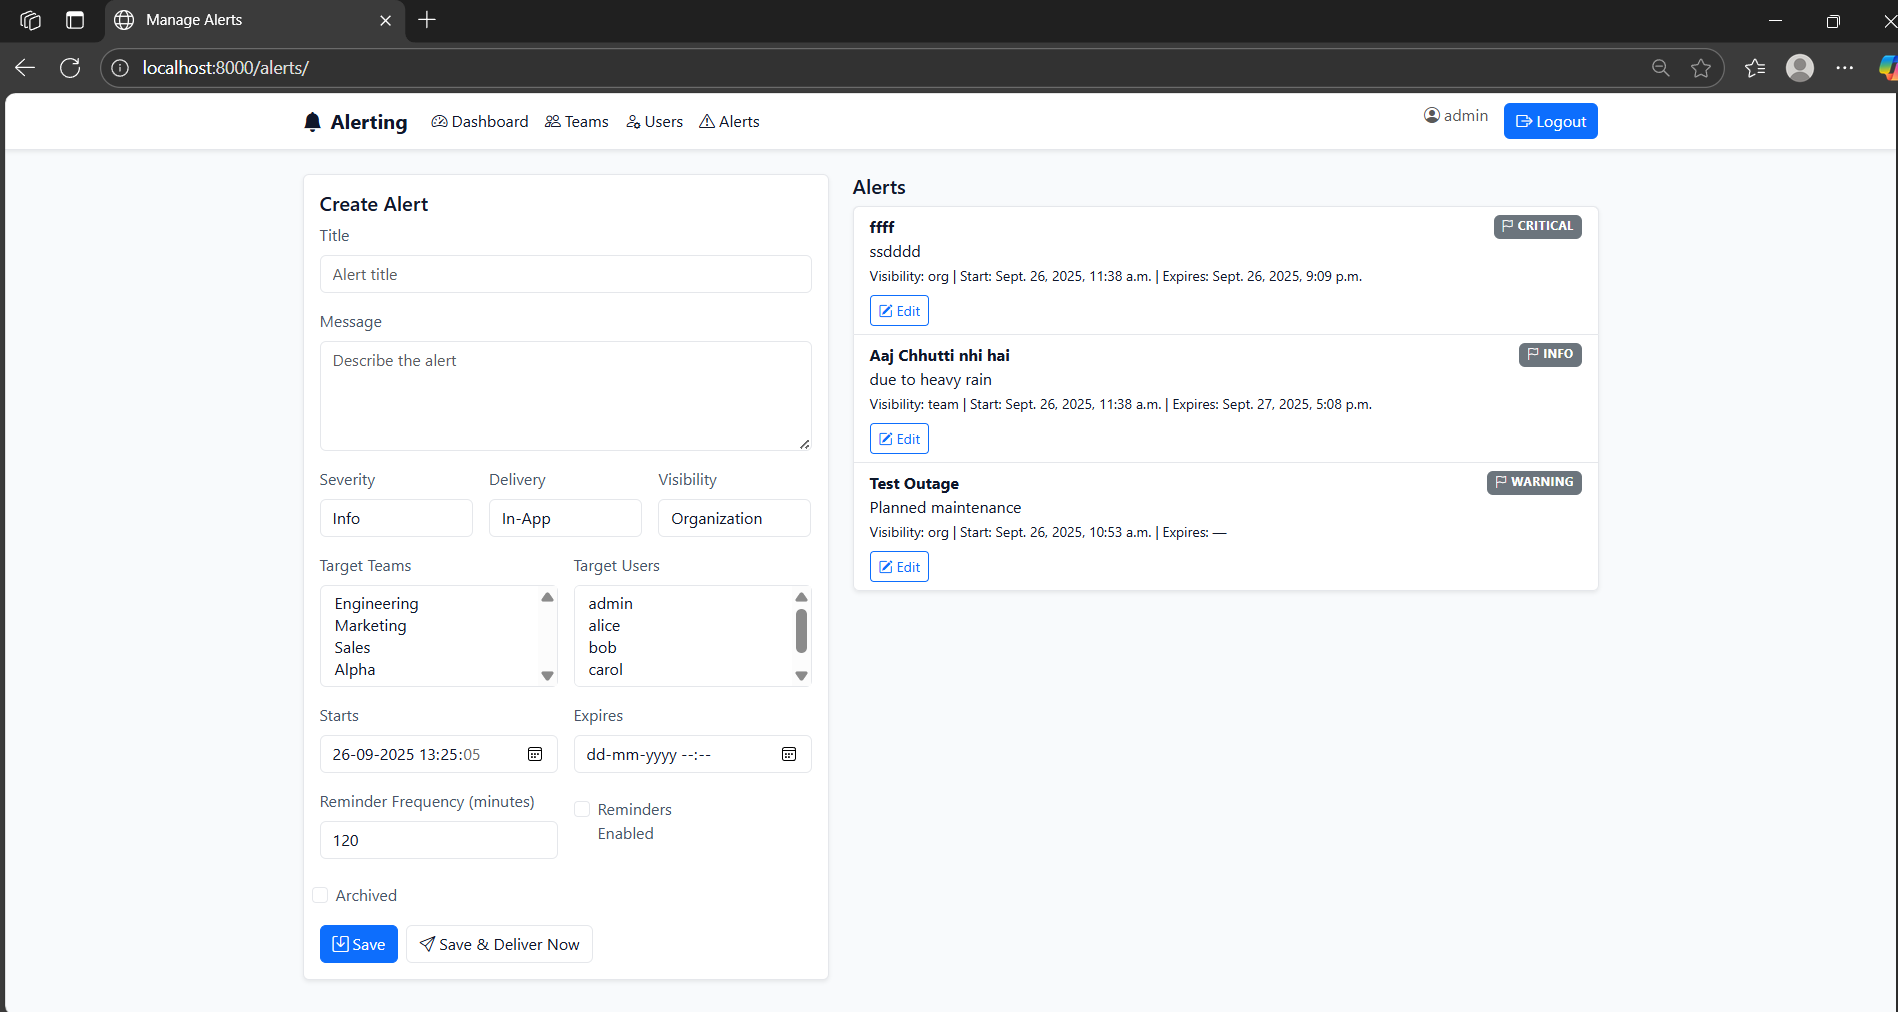 Manage Alerts
localhost:8000/alerts/
Alerting Dashboard Teams Users Alerts admin Logout
Create Alert
Title
Alert title
Message
Describe the alert
Severity Delivery Visibility
Info In-App Organization
Target Teams Target Users
Engineering admin
Marketing alice
Sales bob
Alpha carol
Starts Expires
26-09-2025 13:25:05 dd-mm-yyyy --:--
Reminder Frequency (minutes) Reminders
Enabled
120
Archived
Save Save & Deliver Now
Alerts
ffff CRITICAL
ssdddd
Visibility: org | Start: Sept. 26, 2025, 11:38 a.m. | Expires: Sept. 26, 2025, 9:09 p.m.
Edit
Aaj Chhutti nhi hai INFO
due to heavy rain
Visibility: team | Start: Sept. 26, 2025, 11:38 a.m. | Expires: Sept. 27, 2025, 5:08 p.m.
Edit
Test Outage WARNING
Planned maintenance
Visibility: org | Start: Sept. 26, 2025, 10:53 a.m. | Expires: —
Edit